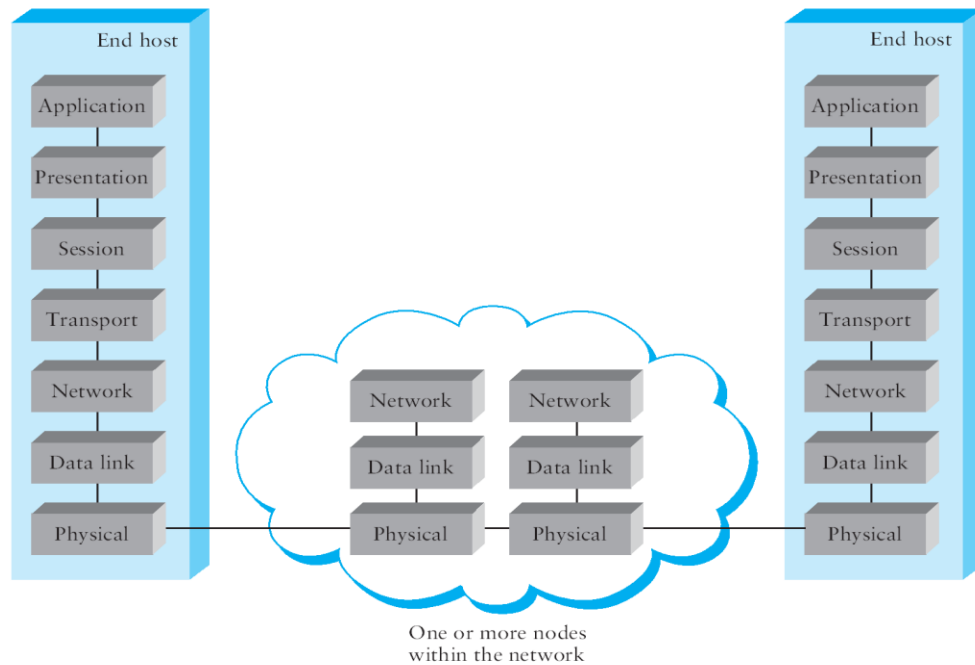 End host
Application
Presentation
Session
Transport
Network
Data link
Physical
Network
Data link
Physical
Network
Data link
Physical
One or more nodes
within the network
End host
Application
Presentation
Session
Transport
Network
Data link
Physical